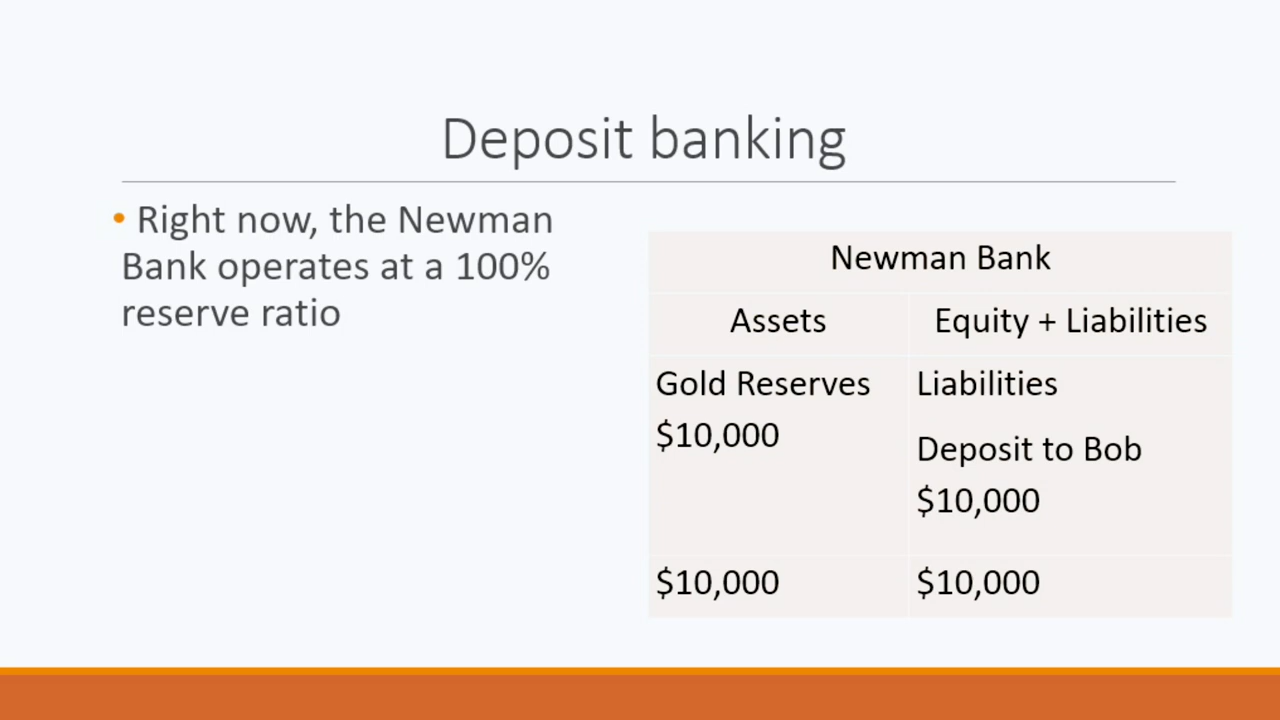 Deposit banking
• Right now, the Newman
Bank operates at a 100%
reserve ratio
Newman Bank
Assets
Equity + Liabilities
Gold Reserves
$10,000
Liabilities
Deposit to Bob
$10,000
$10,000
$10,000